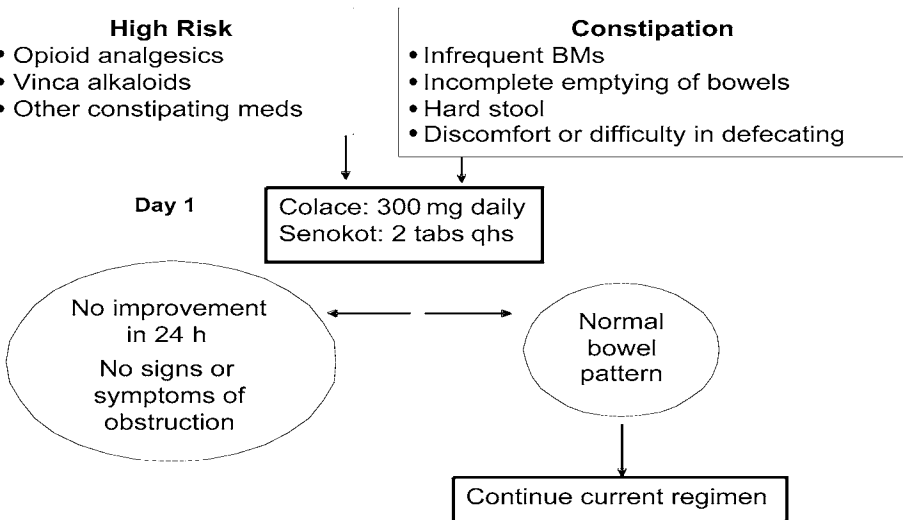 High Risk
• Opioid analgesics
• Vinca alkaloids
• Other constipating meds
Constipation
• Infrequent BMs
• Incomplete emptying of bowels
• Hard stool
• Discomfort or difficulty in defecating
Day 1
Colace: 300 mg daily
Senokot: 2 tabs qhs
No improvement
in 24 h
No signs or
symptoms of
obstruction
Normal
bowel
pattern
Continue current regimen